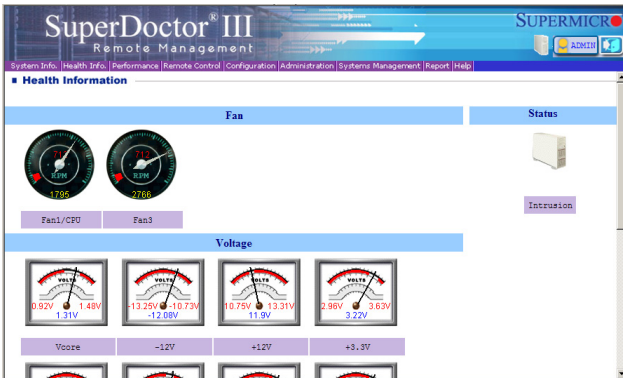 SuperDoctor® III
Remote Management
SUPERMICRO
ADMIN
System Info. Health Info. Performance Remote Control Configuration Administration Systems Management Report Help
Health Information
Fan
Status
712
RPM
1795
712
RPM
2766
Fan1/CPU
Fan3
Intrusion
Voltage
VOLTS
0.92V 1.48V
1.31V
VOLTS
-13.25V -10.73V
-12.08V
VOLTS
10.75V 13.31V
11.9V
VOLTS
2.96V 3.63V
3.22V
Vcore
-12V
+12V
+3.3V